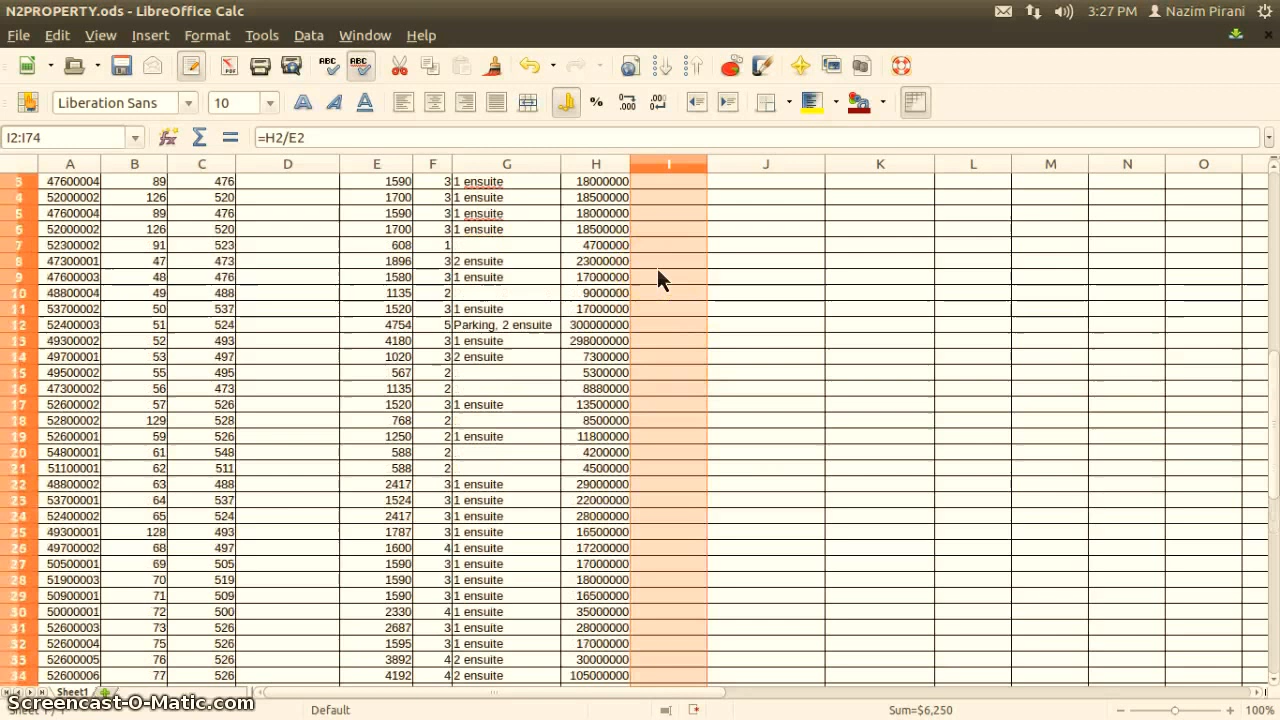 N2PROPERTY.ods - LibreOffice Calc 3:27 PM Nazim Pirani
File Edit View Insert Format Tools Data Window Help
Liberation Sans 10
I2:I74 =H2/E2
A B C D E F G H I J K L M N O
3 47600004 89 476 1590 3 1 ensuite 18000000
4 52000002 126 520 1700 3 1 ensuite 18500000
5 47600004 89 476 1590 3 1 ensuite 18000000
6 52000002 126 520 1700 3 1 ensuite 18500000
7 52300002 91 523 608 1 4700000
8 47300001 47 473 1896 3 2 ensuite 23000000
9 47600003 48 476 1580 3 1 ensuite 17000000
10 48800004 49 488 1135 2 9000000
11 53700002 50 537 1520 3 1 ensuite 17000000
12 52400003 51 524 4754 5 Parking, 2 ensuite 300000000
13 49300002 52 493 4180 3 1 ensuite 298000000
14 49700001 53 497 1020 3 2 ensuite 7300000
15 49500002 55 495 567 2 5300000
16 47300002 56 473 1135 2 8880000
17 52600002 57 526 1520 3 1 ensuite 13500000
18 52800002 129 528 768 2 8500000
19 52600001 59 526 1250 2 1 ensuite 11800000
20 54800001 61 548 588 2 4200000
21 51100001 62 511 588 2 4500000
22 48800002 63 488 2417 3 1 ensuite 29000000
23 53700001 64 537 1524 3 1 ensuite 22000000
24 52400002 65 524 2417 3 1 ensuite 28000000
25 49300001 128 493 1787 3 1 ensuite 16500000
26 49700002 68 497 1600 4 1 ensuite 17200000
27 50500001 69 505 1590 3 1 ensuite 17000000
28 51900003 70 519 1590 3 1 ensuite 18000000
29 50900001 71 509 1590 3 1 ensuite 16500000
30 50000001 72 500 2330 4 1 ensuite 35000000
31 52600003 73 526 2687 3 1 ensuite 28000000
32 52600004 75 526 1595 3 1 ensuite 17000000
33 52600005 76 526 3892 4 2 ensuite 30000000
34 52600006 77 526 4192 4 2 ensuite 105000000
Sheet1
Screencast-O-Matic.com
Default Sum=$6,250 100%